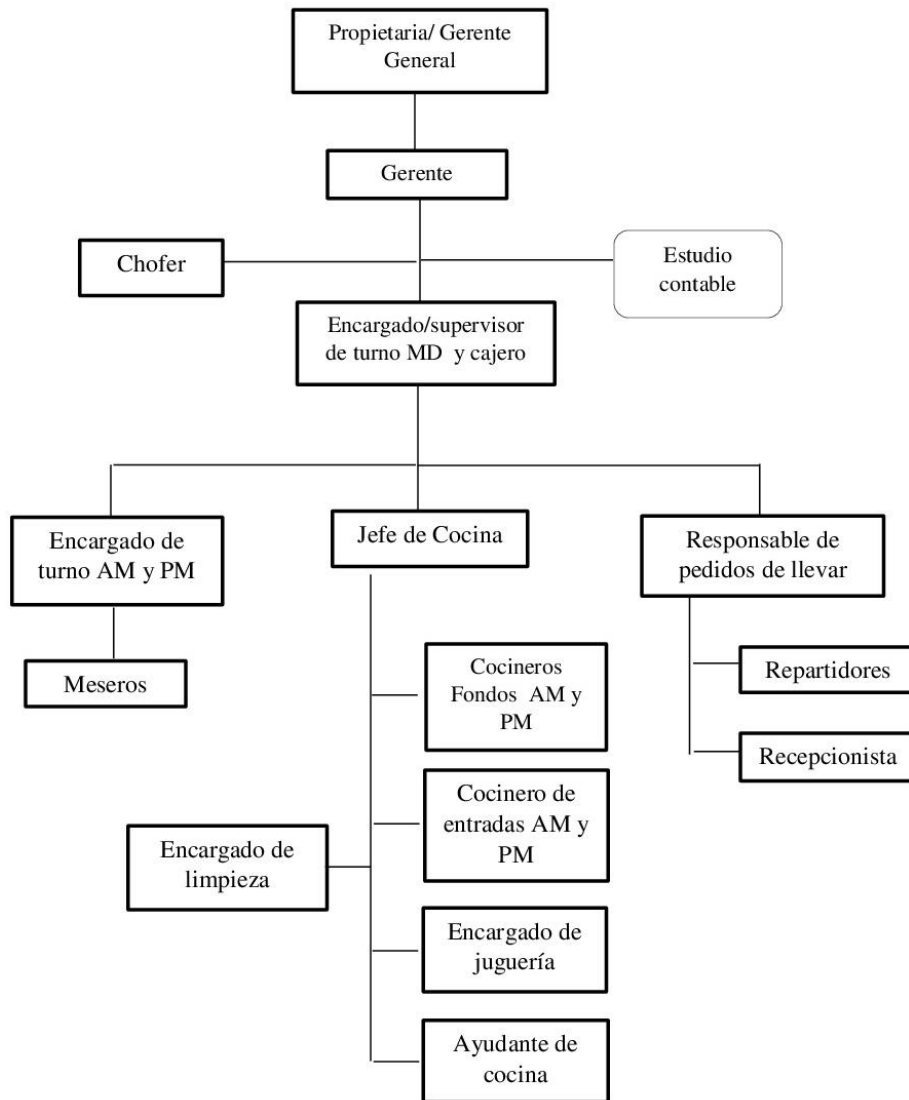 Propietaria/ Gerente
General
Gerente
Chofer
Estudio
contable
Encargado/supervisor
de turno MD y cajero
Encargado de
turno AM y PM
Jefe de Cocina
Responsable de
pedidos de llevar
Meseros
Cocineros
Fondos AM y
PM
Repartidores
Recepcionista
Cocinero de
entradas AM y
PM
Encargado de
limpieza
Encargado de
juguería
Ayudante de
cocina